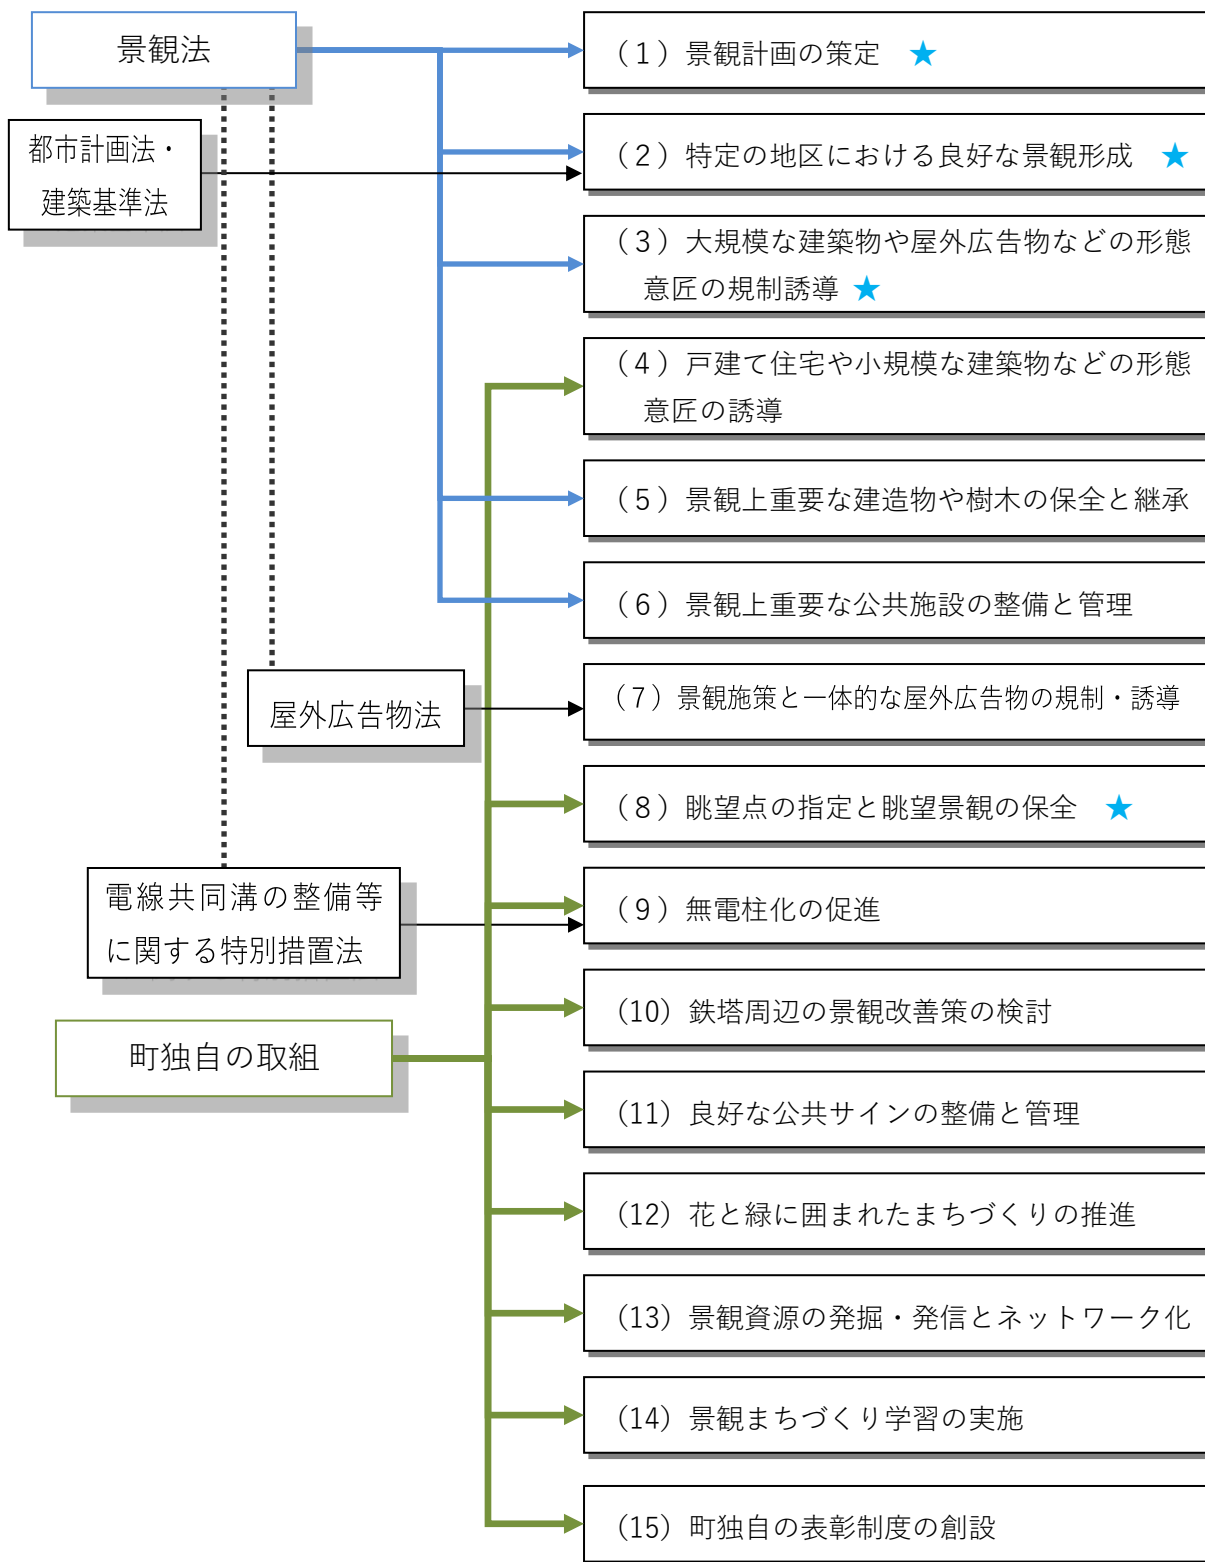 景観法
都市計画法・
建築基準法
屋外広告物法
電線共同溝の整備等
に関する特別措置法
町独自の取組
（１）景観計画の策定 ★
（２）特定の地区における良好な景観形成 ★
（３）大規模な建築物や屋外広告物などの形態
意匠の規制誘導 ★
（４）戸建て住宅や小規模な建築物などの形態
意匠の誘導
（５）景観上重要な建造物や樹木の保全と継承
（６）景観上重要な公共施設の整備と管理
（７）景観施策と一体的な屋外広告物の規制・誘導
（８）眺望点の指定と眺望景観の保全 ★
（９）無電柱化の促進
（10）鉄塔周辺の景観改善策の検討
（11）良好な公共サインの整備と管理
（12）花と緑に囲まれたまちづくりの推進
（13）景観資源の発掘・発信とネットワーク化
（14）景観まちづくり学習の実施
（15）町独自の表彰制度の創設